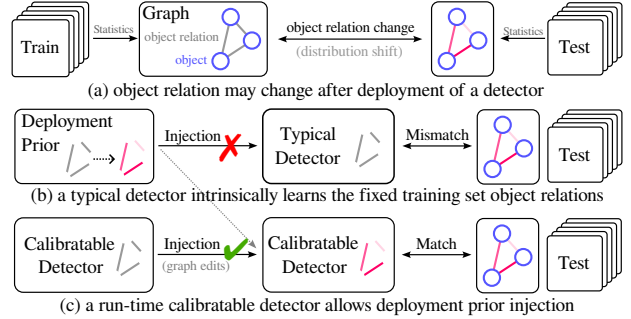 Train
Statistics
Graph
object relation
object
object relation change
(distribution shift)
Statistics
Test
(a) object relation may change after deployment of a detector
Deployment
Prior
Injection
Typical
Detector
Mismatch
Test
(b) a typical detector intrinsically learns the fixed training set object relations
Calibratable
Detector
Injection
(graph edits)
Calibratable
Detector
Match
Test
(c) a run-time calibratable detector allows deployment prior injection